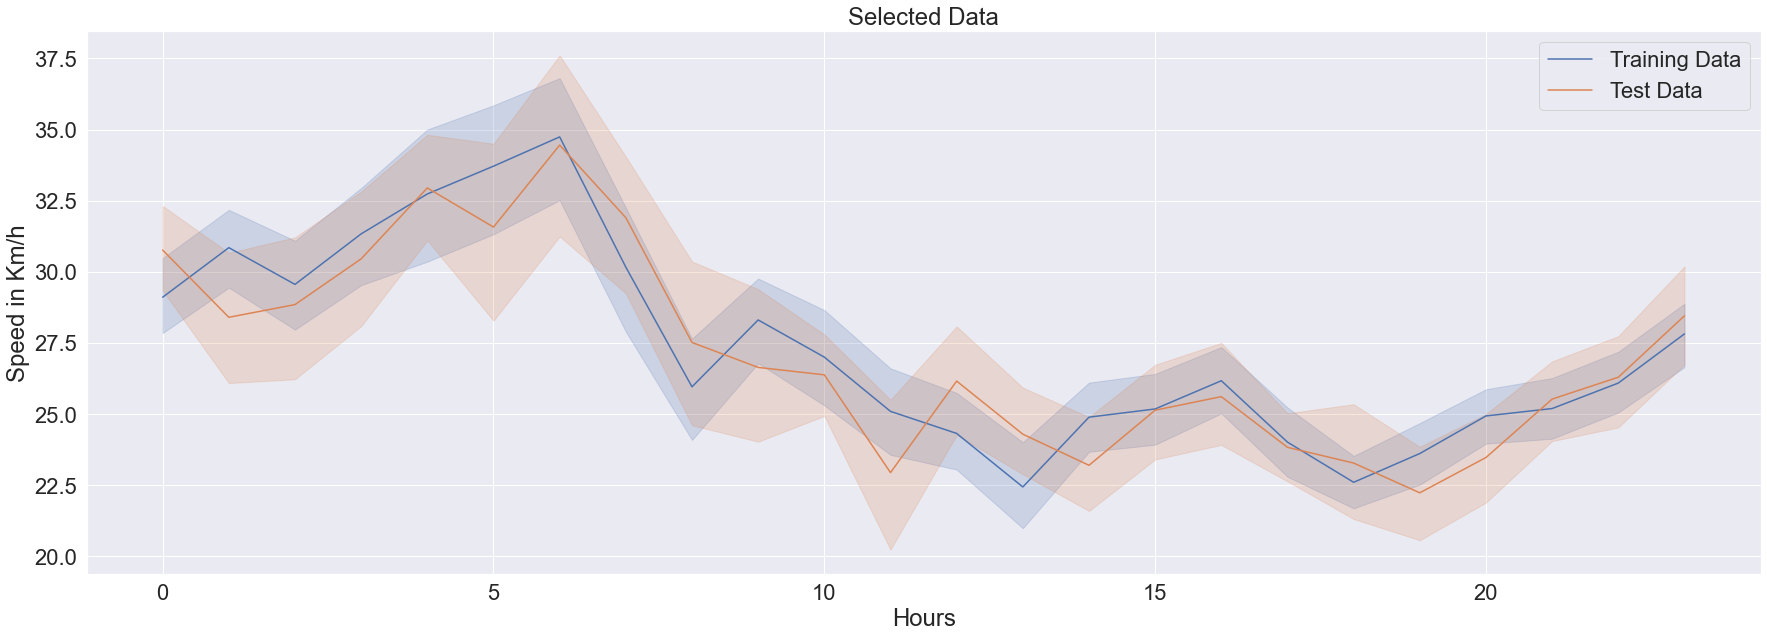 Selected Data
Training Data
Test Data
Speed in Km/h
37.5
35.0
32.5
30.0
27.5
25.0
22.5
20.0
0 5 10 15 20
Hours